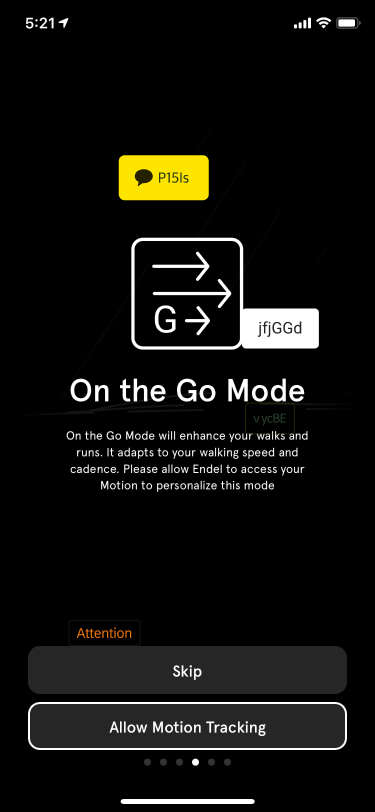 5:21
P15Is
G
jfjGGd
On the Go Mode
vycBE
On the Go Mode will enhance your walks and
runs. It adapts to your walking speed and
cadence. Please allow Endel to access your
Motion to personalize this mode
Attention
Skip
Allow Motion Tracking